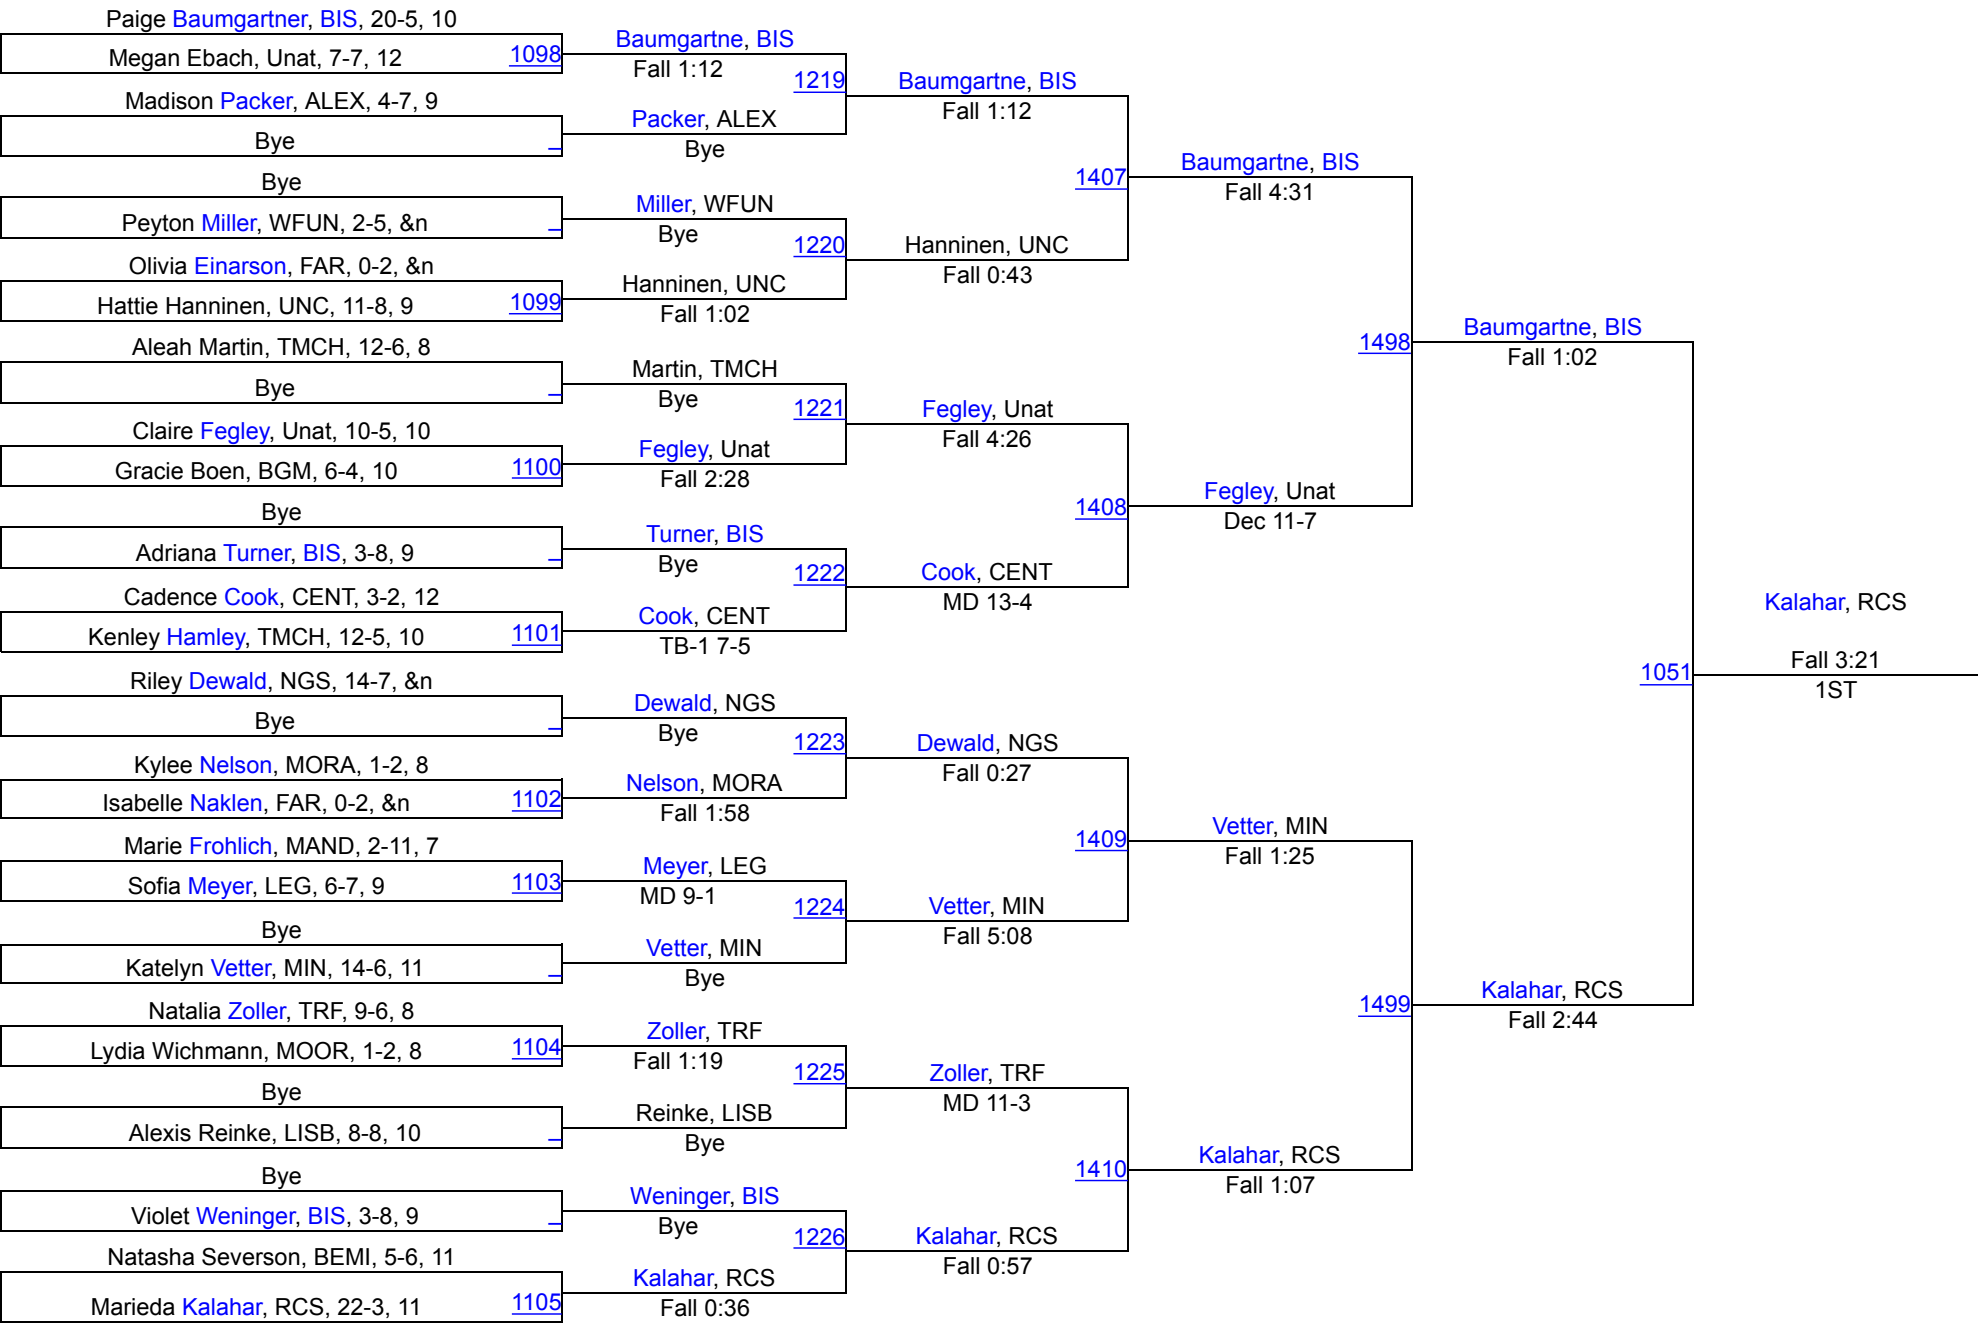 Paige Baumgartner, BIS, 20-5, 10
Megan Ebach, Unat, 7-7, 12
1098
Madison Packer, ALEX, 4-7, 9
Bye
Bye
Peyton Miller, WFUN, 2-5, &n
Olivia Einarson, FAR, 0-2, &n
Hattie Hanninen, UNC, 11-8, 9
1099
Aleah Martin, TMCH, 12-6, 8
Bye
Claire Fegley, Unat, 10-5, 10
Gracie Boen, BGM, 6-4, 10
1100
Bye
Adriana Turner, BIS, 3-8, 9
Cadence Cook, CENT, 3-2, 12
Kenley Hamley, TMCH, 12-5, 10
1101
Riley Dewald, NGS, 14-7, &n
Bye
Kylee Nelson, MORA, 1-2, 8
Isabelle Naklen, FAR, 0-2, &n
1102
Marie Frohlich, MAND, 2-11, 7
Sofia Meyer, LEG, 6-7, 9
1103
Bye
Katelyn Vetter, MIN, 14-6, 11
Natalia Zoller, TRF, 9-6, 8
Lydia Wichmann, MOOR, 1-2, 8
1104
Bye
Alexis Reinke, LISB, 8-8, 10
Bye
Violet Weninger, BIS, 3-8, 9
Natasha Severson, BEMI, 5-6, 11
Marieda Kalahar, RCS, 22-3, 11
1105
Baumgartne, BIS
Fall 1:12
1219
Packer, ALEX
Bye
Miller, WFUN
Bye
1220
Hanninen, UNC
Fall 1:02
Martin, TMCH
Bye
1221
Fegley, Unat
Fall 2:28
Turner, BIS
Bye
1222
Cook, CENT
TB-1 7-5
Dewald, NGS
Bye
1223
Nelson, MORA
Fall 1:58
Meyer, LEG
MD 9-1
1224
Vetter, MIN
Bye
Zoller, TRF
Fall 1:19
1225
Reinke, LISB
Bye
Weninger, BIS
Bye
1226
Kalahar, RCS
Fall 0:36
Baumgartne, BIS
Fall 1:12
1407
Hanninen, UNC
Fall 0:43
Fegley, Unat
Fall 4:26
1408
Cook, CENT
MD 13-4
Dewald, NGS
Fall 0:27
1409
Vetter, MIN
Fall 5:08
Zoller, TRF
MD 11-3
1410
Kalahar, RCS
Fall 0:57
Baumgartne, BIS
Fall 4:31
1498
Fegley, Unat
Dec 11-7
Vetter, MIN
Fall 1:25
1499
Kalahar, RCS
Fall 1:07
Baumgartne, BIS
Fall 1:02
1051
Kalahar, RCS
Fall 2:44
Kalahar, RCS
Fall 3:21
1ST